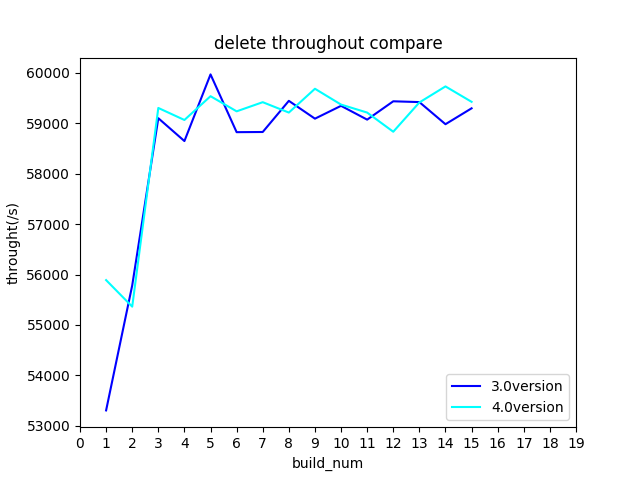 delete throughout compare
throught(/s)
60000
59000
58000
57000
56000
55000
54000
53000
0 1 2 3 4 5 6 7 8 9 10 11 12 13 14 15 16 17 18 19
build_num
3.0version
4.0version